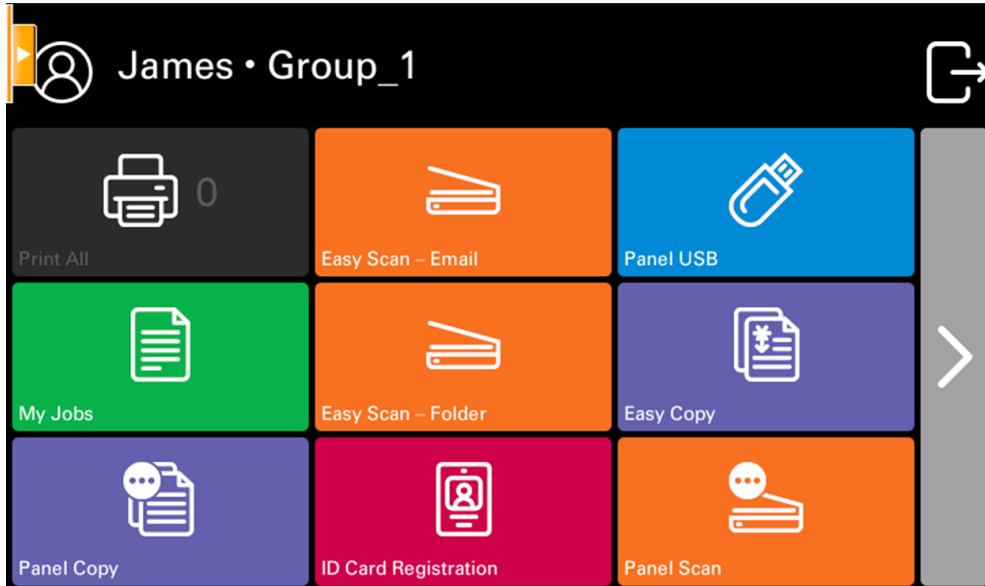 James • Group_1
0
Print All
Easy Scan – Email
Panel USB
My Jobs
Easy Scan – Folder
Easy Copy
Panel Copy
ID Card Registration
Panel Scan